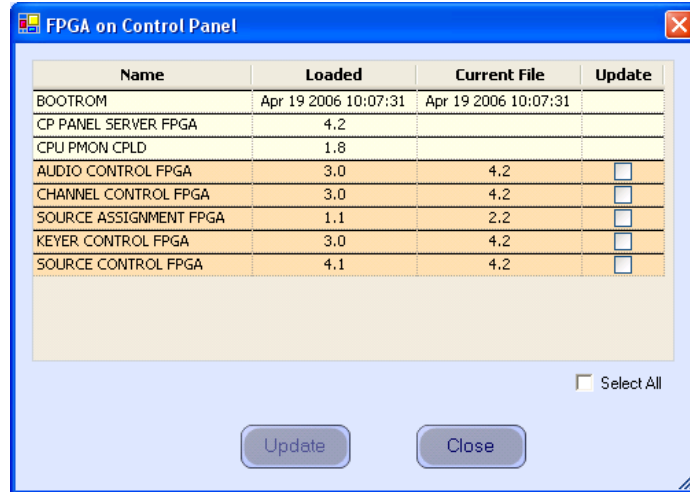 FPGA on Control Panel
Name Loaded Current File Update
BOOTROM Apr 19 2006 10:07:31 Apr 19 2006 10:07:31
CP PANEL SERVER FPGA 4.2
CPU PMON CPLD 1.8
AUDIO CONTROL FPGA 3.0 4.2
CHANNEL CONTROL FPGA 3.0 4.2
SOURCE ASSIGNMENT FPGA 1.1 2.2
KEYER CONTROL FPGA 3.0 4.2
SOURCE CONTROL FPGA 4.1 4.2
Select All
Update Close